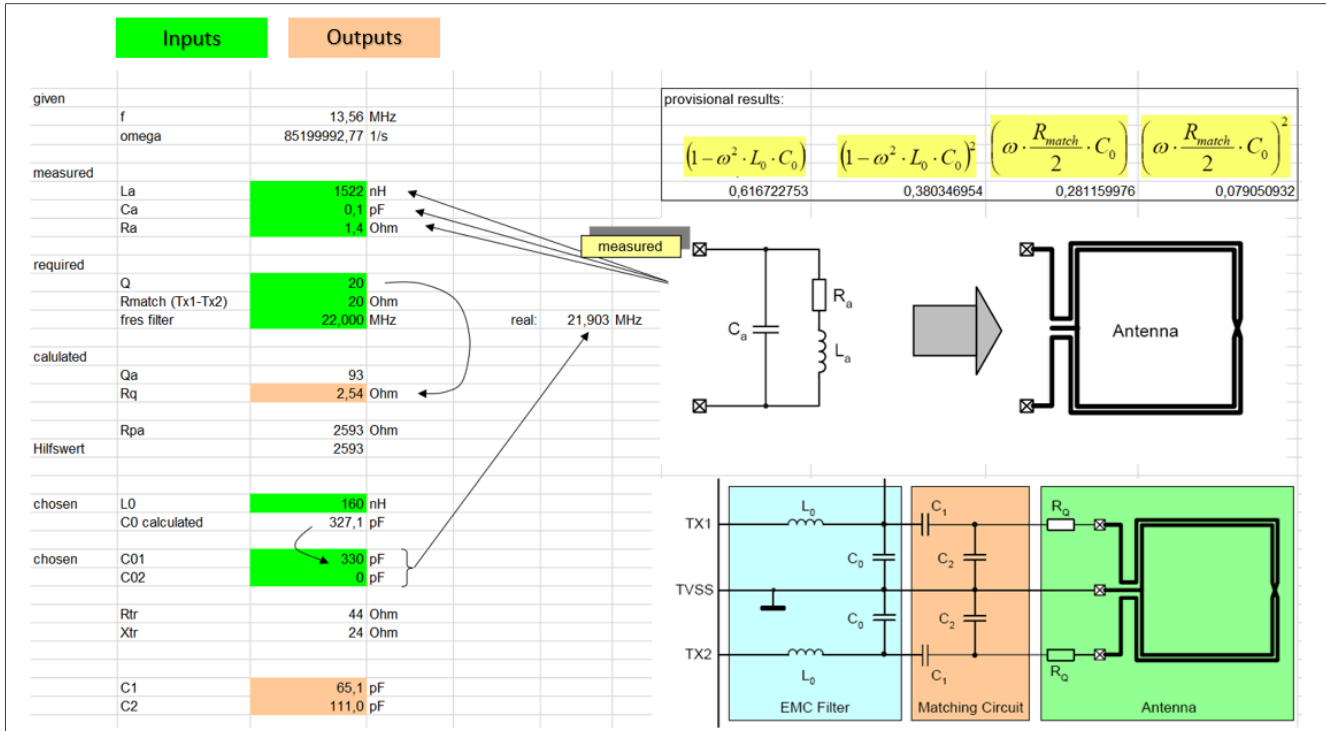 Inputs Outputs
given
f 13,56 MHz
omega 85199992,77 1/s
measured
La 1522 nH
Ca 0,1 pF
Ra 1,4 Ohm
required
Q 20
Rmatch (Tx1-Tx2) 20 Ohm
fres filter 22,000 MHz real: 21,903 MHz
calulated
Qa 93
Rq 2,54 Ohm
Rpa 2593 Ohm
Hilfswert 2593
chosen L0 160 nH
C0 calculated 327,1 pF
chosen C01 330 pF
C02 0 pF
Rtr 44 Ohm
Xtr 24 Ohm
C1 65,1 pF
C2 111,0 pF
provisional results:
(1 − ω² · L₀ · C₀) (1 − ω² · L₀ · C₀)² (ω · R_match/2 · C₀) (ω · R_match/2 · C₀)²
0,616722753 0,380346954 0,281159976 0,079050932
measured
Ra
Ca
La
Antenna
L0 C1 RQ
TX1
C0 C2
TVSS
C0 C2
TX2
L0 C1 RQ
EMC Filter Matching Circuit Antenna